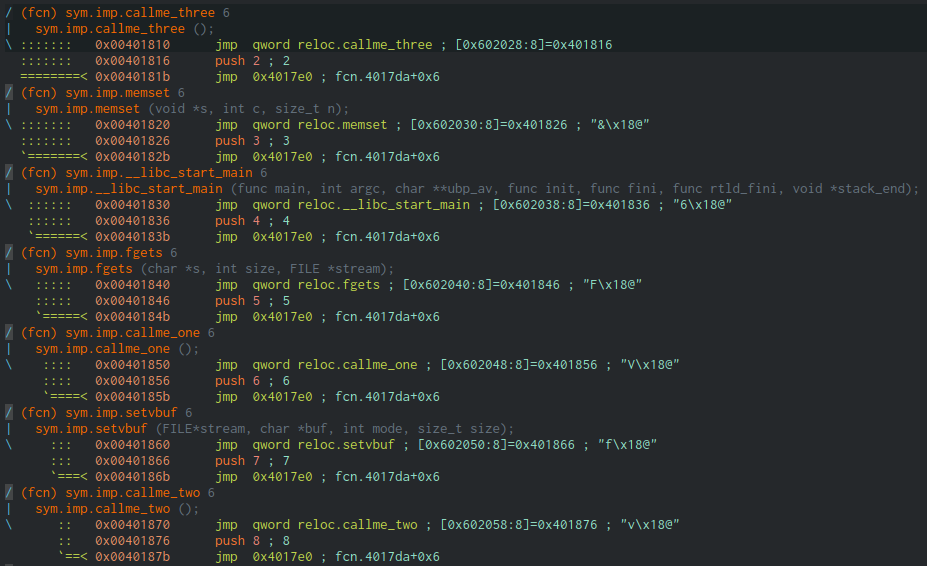 / (fcn) sym.imp.callme_three 6
|   sym.imp.callme_three ();
\ :::::::   0x00401810      jmp  qword reloc.callme_three ; [0x602028:8]=0x401816
  :::::::   0x00401816      push 2 ; 2
  ========< 0x0040181b      jmp  0x4017e0 ; fcn.4017da+0x6
/ (fcn) sym.imp.memset 6
|   sym.imp.memset (void *s, int c, size_t n);
\ :::::::   0x00401820      jmp  qword reloc.memset ; [0x602030:8]=0x401826 ; "&\x18@"
  :::::::   0x00401826      push 3 ; 3
  `=======< 0x0040182b      jmp  0x4017e0 ; fcn.4017da+0x6
/ (fcn) sym.imp.__libc_start_main 6
|   sym.imp.__libc_start_main (func main, int argc, char **ubp_av, func init, func fini, func rtld_fini, void *stack_end);
\  ::::::   0x00401830      jmp  qword reloc.__libc_start_main ; [0x602038:8]=0x401836 ; "6\x18@"
   ::::::   0x00401836      push 4 ; 4
   `======< 0x0040183b      jmp  0x4017e0 ; fcn.4017da+0x6
/ (fcn) sym.imp.fgets 6
|   sym.imp.fgets (char *s, int size, FILE *stream);
\   :::::   0x00401840      jmp  qword reloc.fgets ; [0x602040:8]=0x401846 ; "F\x18@"
    :::::   0x00401846      push 5 ; 5
    `=====< 0x0040184b      jmp  0x4017e0 ; fcn.4017da+0x6
/ (fcn) sym.imp.callme_one 6
|   sym.imp.callme_one ();
\    ::::   0x00401850      jmp  qword reloc.callme_one ; [0x602048:8]=0x401856 ; "V\x18@"
     ::::   0x00401856      push 6 ; 6
     `====< 0x0040185b      jmp  0x4017e0 ; fcn.4017da+0x6
/ (fcn) sym.imp.setvbuf 6
|   sym.imp.setvbuf (FILE*stream, char *buf, int mode, size_t size);
\     :::   0x00401860      jmp  qword reloc.setvbuf ; [0x602050:8]=0x401866 ; "f\x18@"
      :::   0x00401866      push 7 ; 7
      `===< 0x0040186b      jmp  0x4017e0 ; fcn.4017da+0x6
/ (fcn) sym.imp.callme_two 6
|   sym.imp.callme_two ();
\      ::   0x00401870      jmp  qword reloc.callme_two ; [0x602058:8]=0x401876 ; "v\x18@"
       ::   0x00401876      push 8 ; 8
       `==< 0x0040187b      jmp  0x4017e0 ; fcn.4017da+0x6